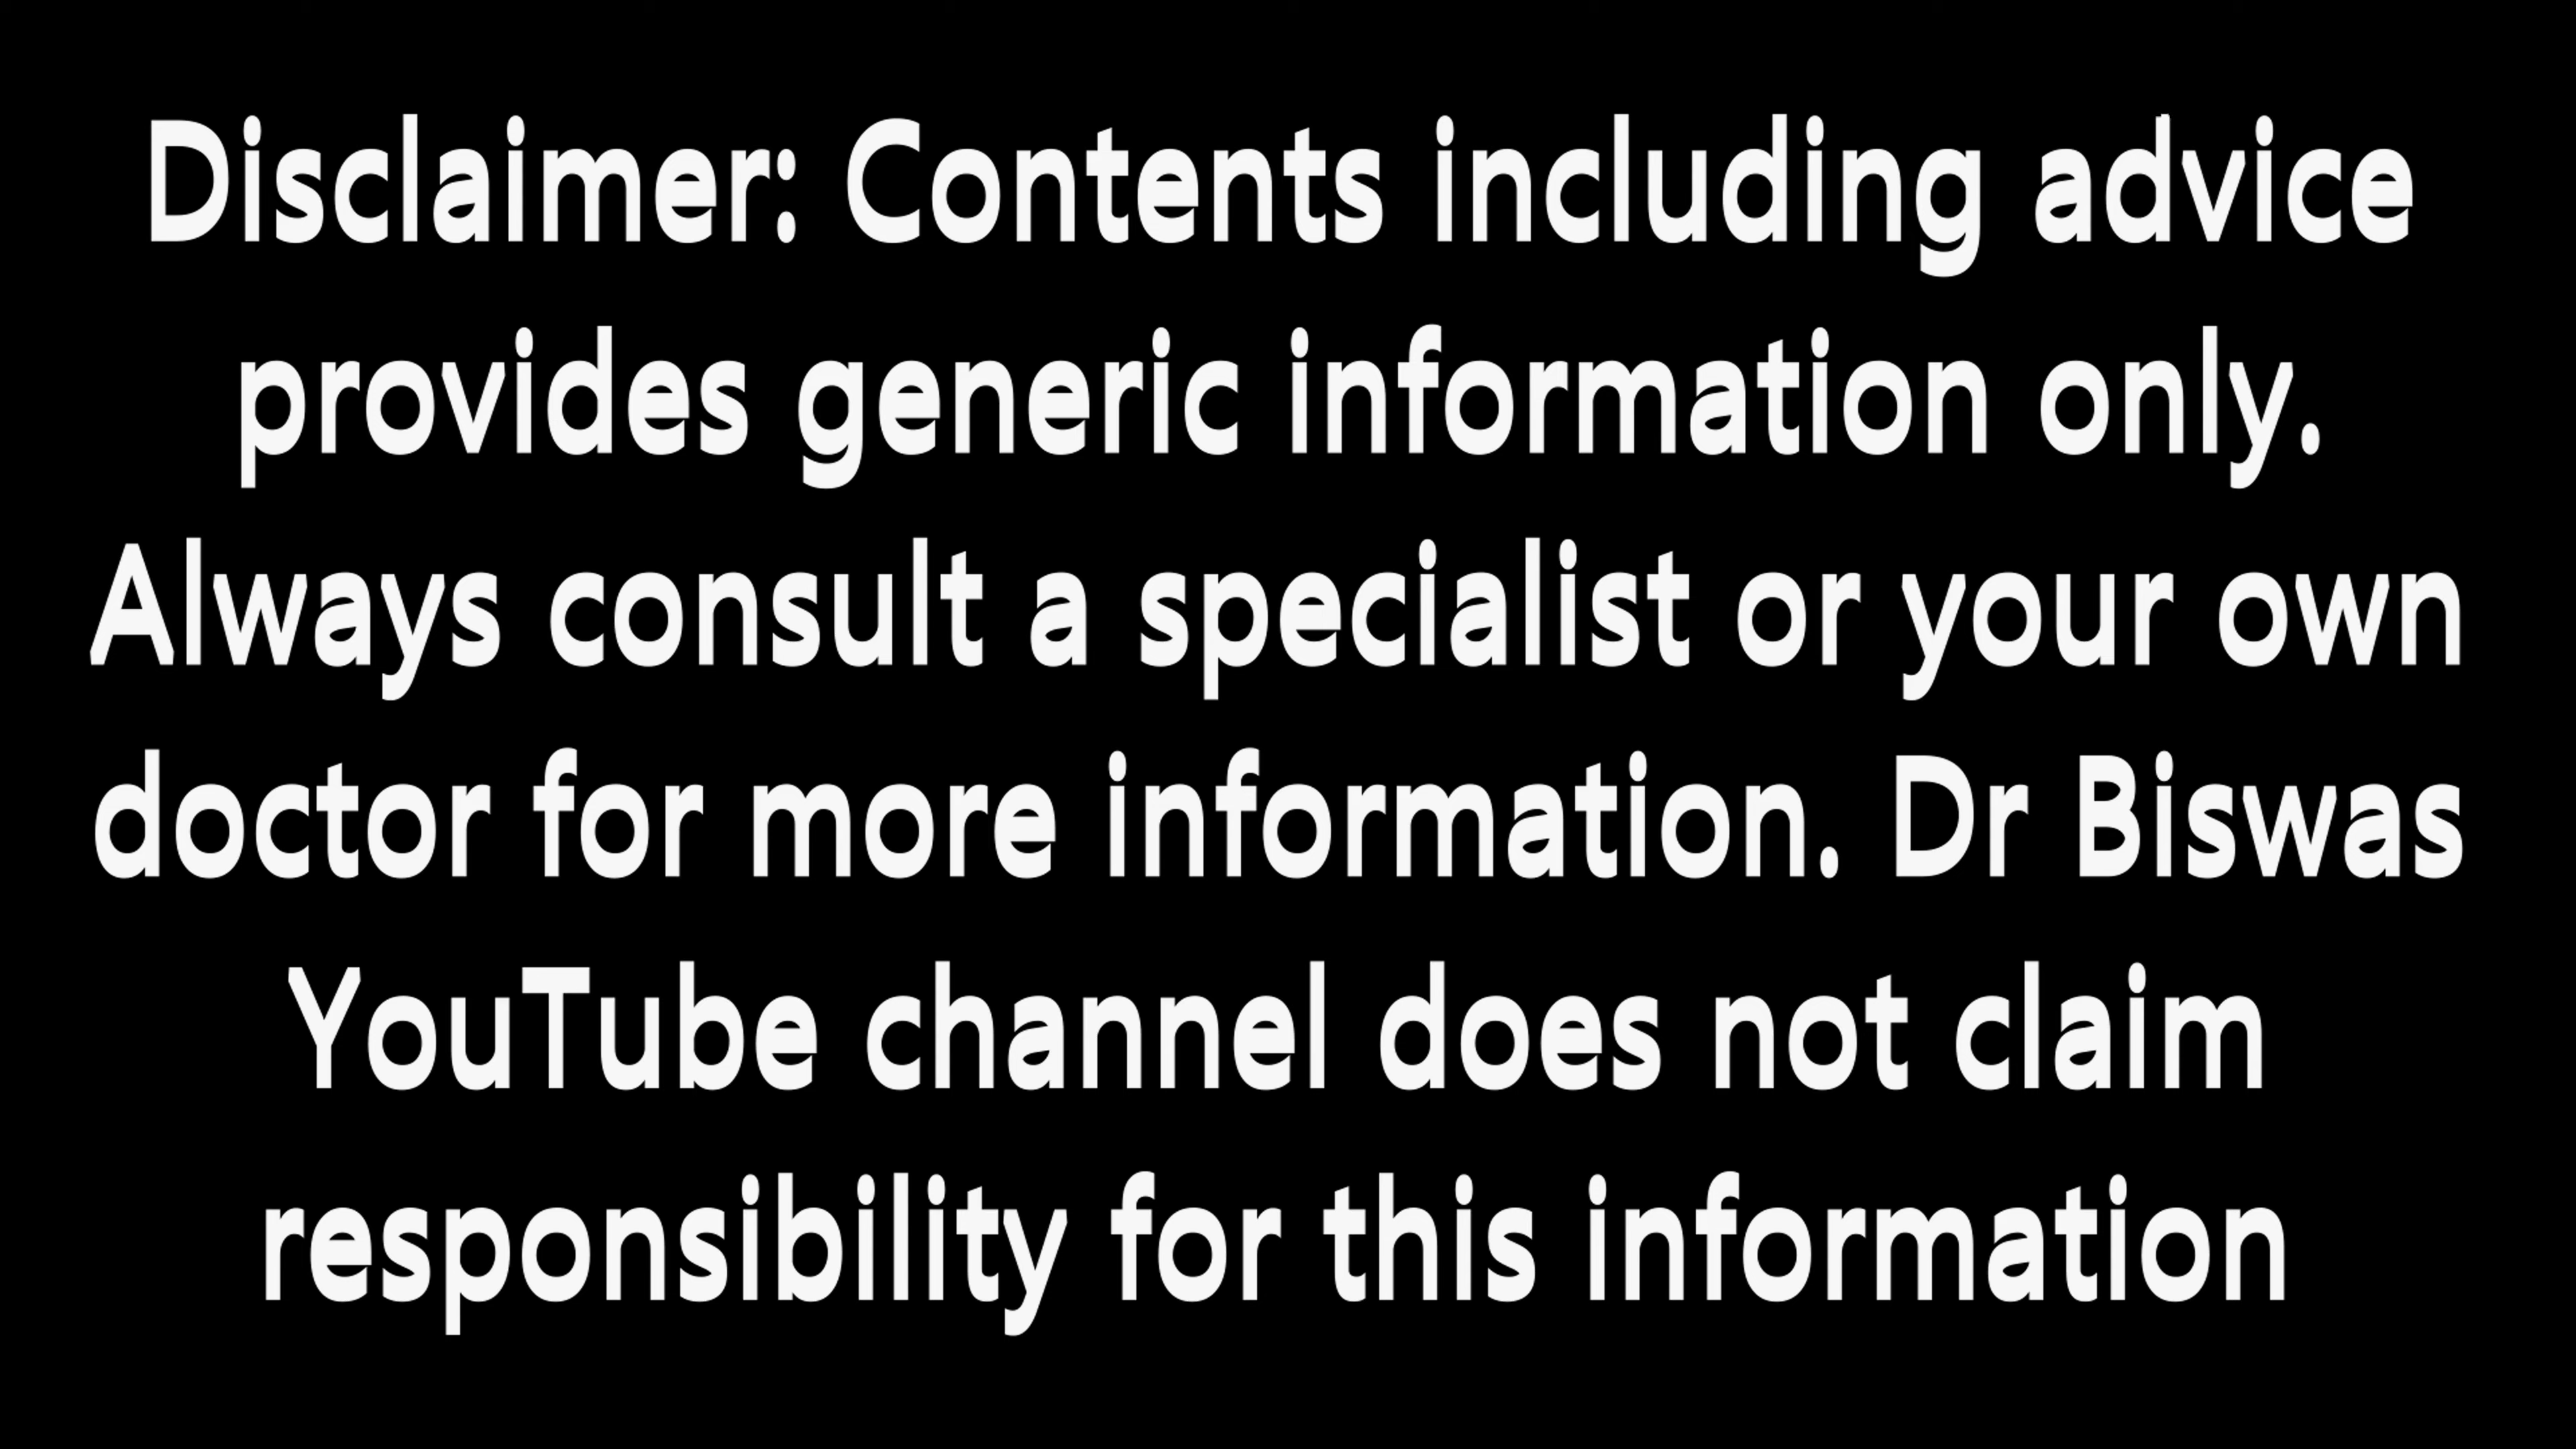 Disclaimer: Contents including advice
provides generic information only.
Always consult a specialist or your own
doctor for more information. Dr Biswas
YouTube channel does not claim
responsibility for this information